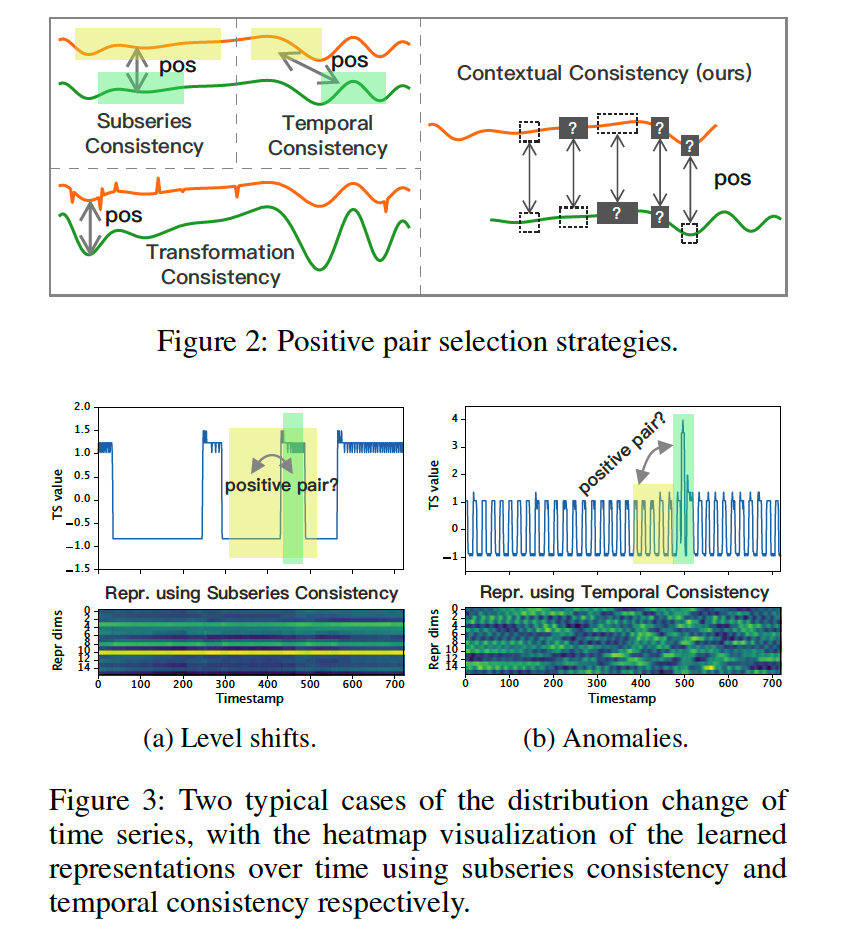 pos
Subseries
Consistency
pos
Temporal
Consistency
pos
Transformation
Consistency
Contextual Consistency (ours)
? ? ?
? ?
pos
Figure 2: Positive pair selection strategies.
2.0
1.5
1.0
0.5
0.0
−0.5
−1.0
−1.5
TS value
positive pair?
Repr. using Subseries Consistency
0
2
4
6
8
10
12
14
Repr dims
0 100 200 300 400 500 600 700
Timestamp
(a) Level shifts.
4
3
2
1
0
−1
TS value
positive pair?
Repr. using Temporal Consistency
0
2
4
6
8
10
12
14
Repr dims
0 100 200 300 400 500 600 700
Timestamp
(b) Anomalies.
Figure 3: Two typical cases of the distribution change of
time series, with the heatmap visualization of the learned
representations over time using subseries consistency and
temporal consistency respectively.